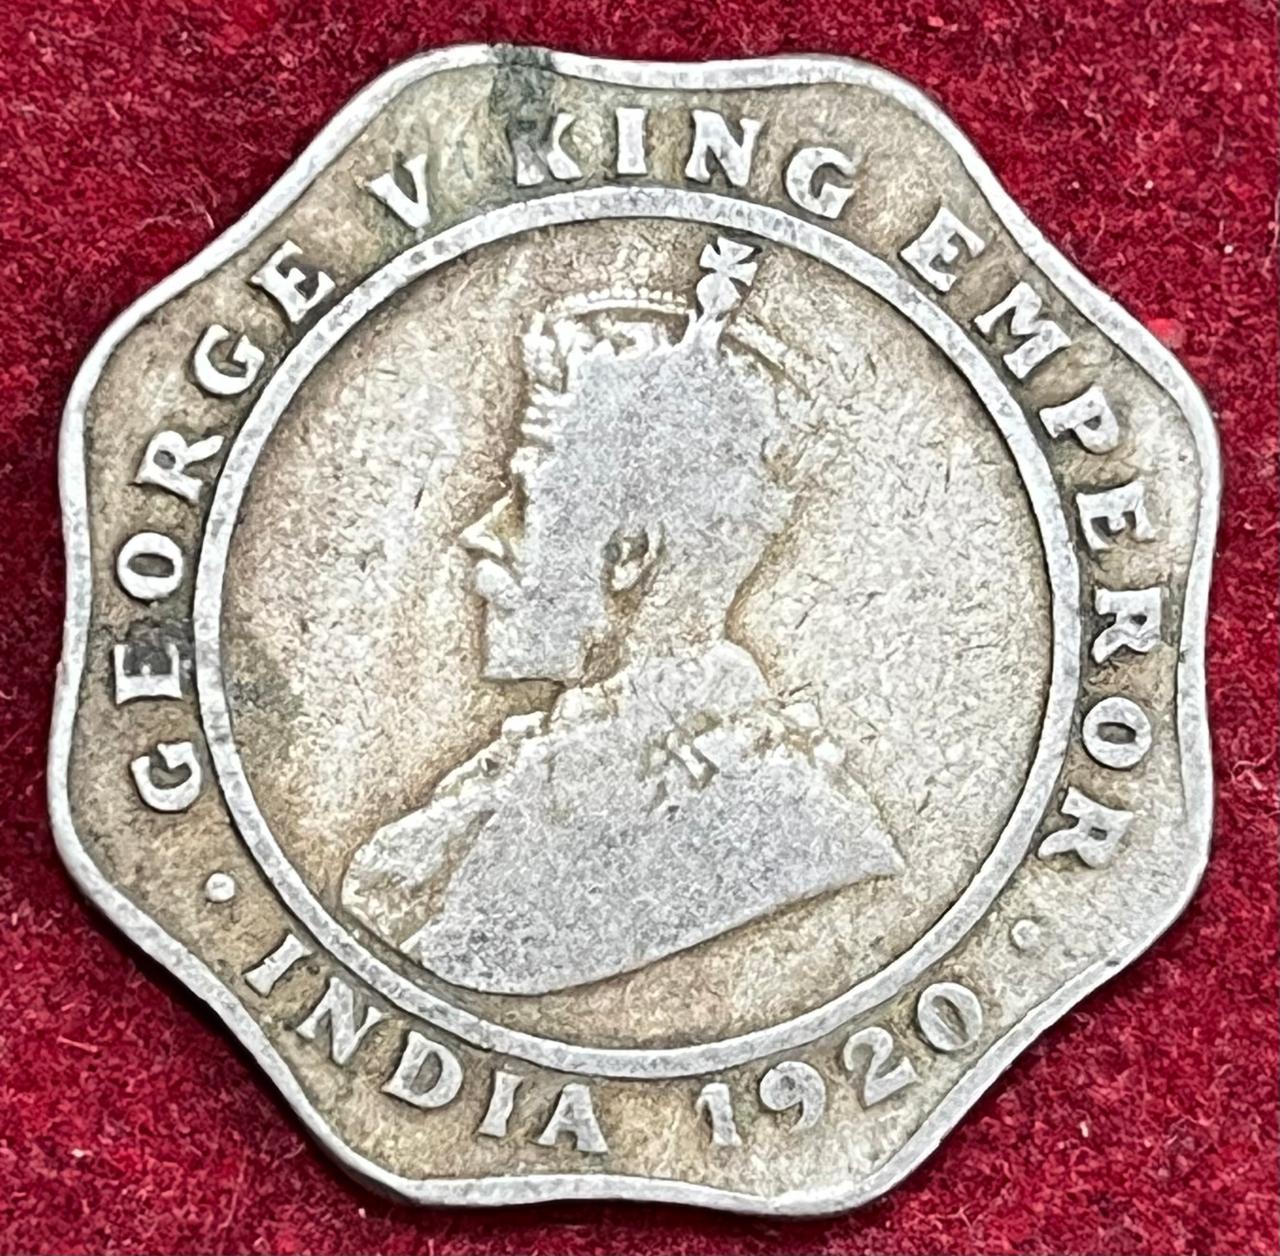 GEORGE V KING EMPEROR
INDIA 1920